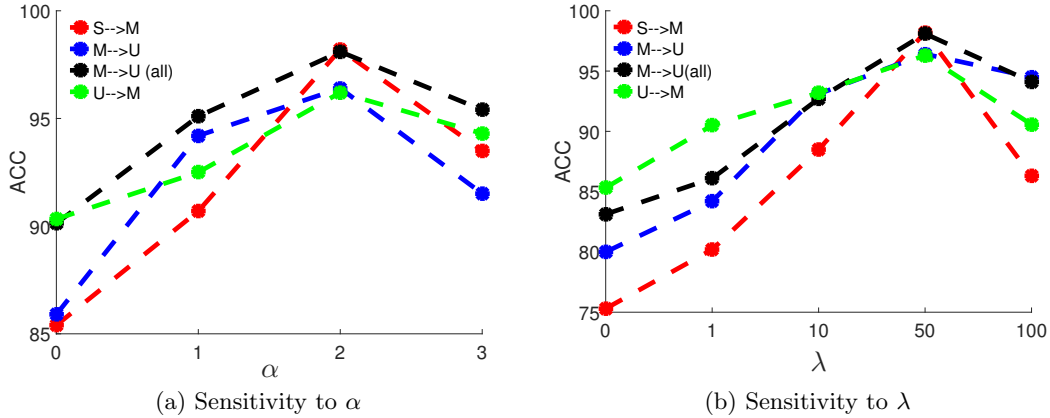 100
95
90
85
ACC
S-->M
M-->U
M-->U (all)
U-->M
0 1 2 3
α
(a) Sensitivity to α
100
95
90
85
80
75
ACC
S-->M
M-->U
M-->U(all)
U-->M
0 1 10 50 100
λ
(b) Sensitivity to λ